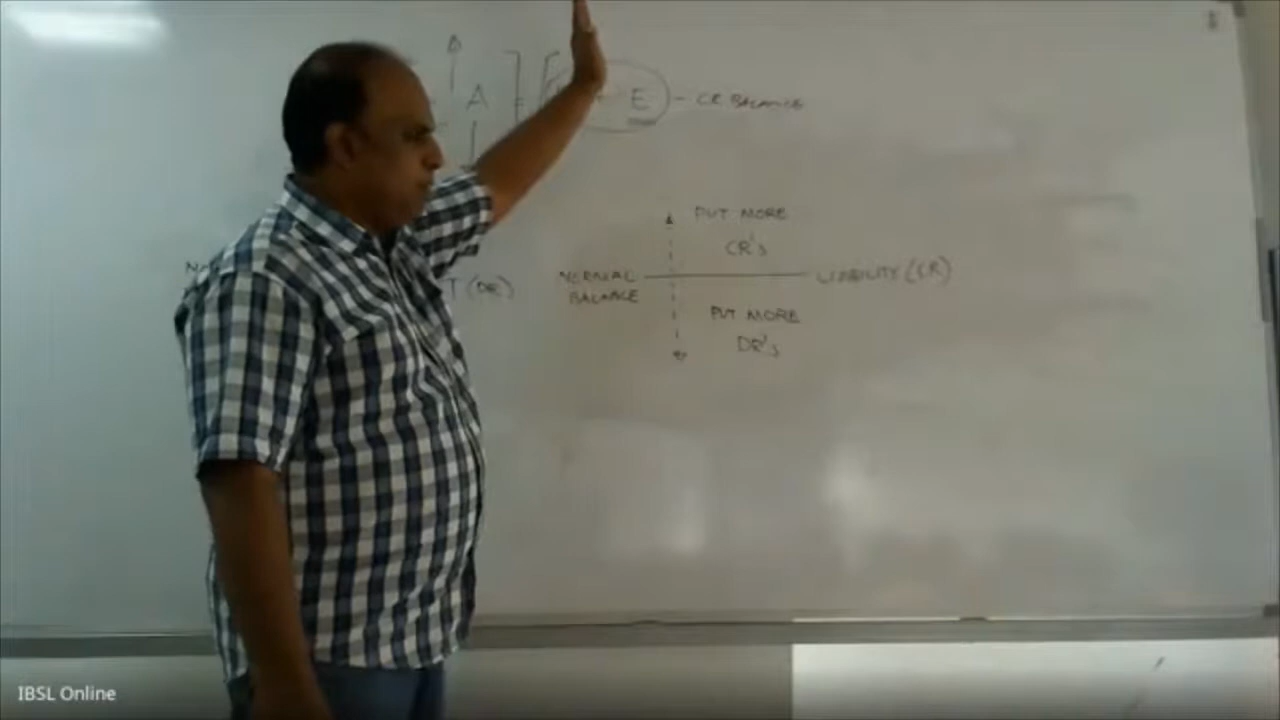 A ] = [ E - CR BALANCE
PUT MORE
CR's
NORMAL
BALANCE
LIABILITY (CR)
T (DR)
PUT MORE
DR's
IBSL Online